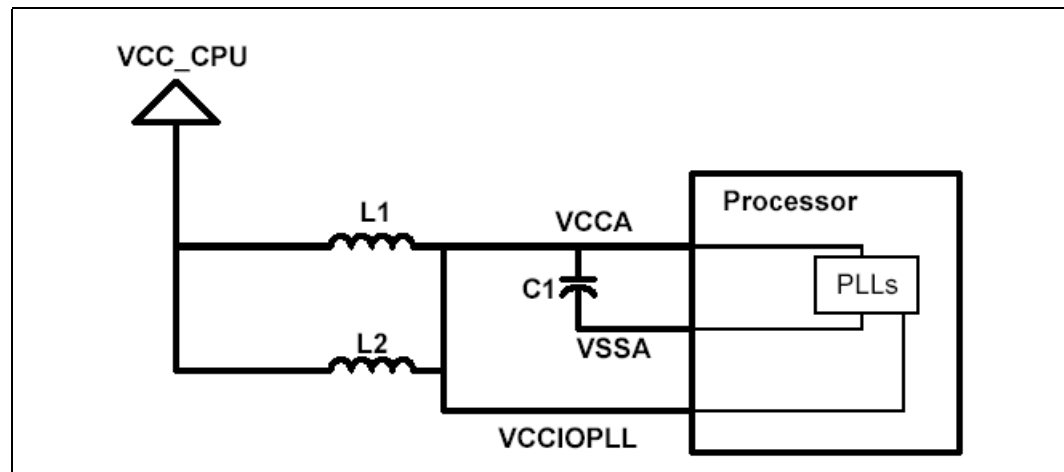 VCC_CPU
L1
VCCA
Processor
C1
PLLs
L2
VSSA
VCCIOPLL